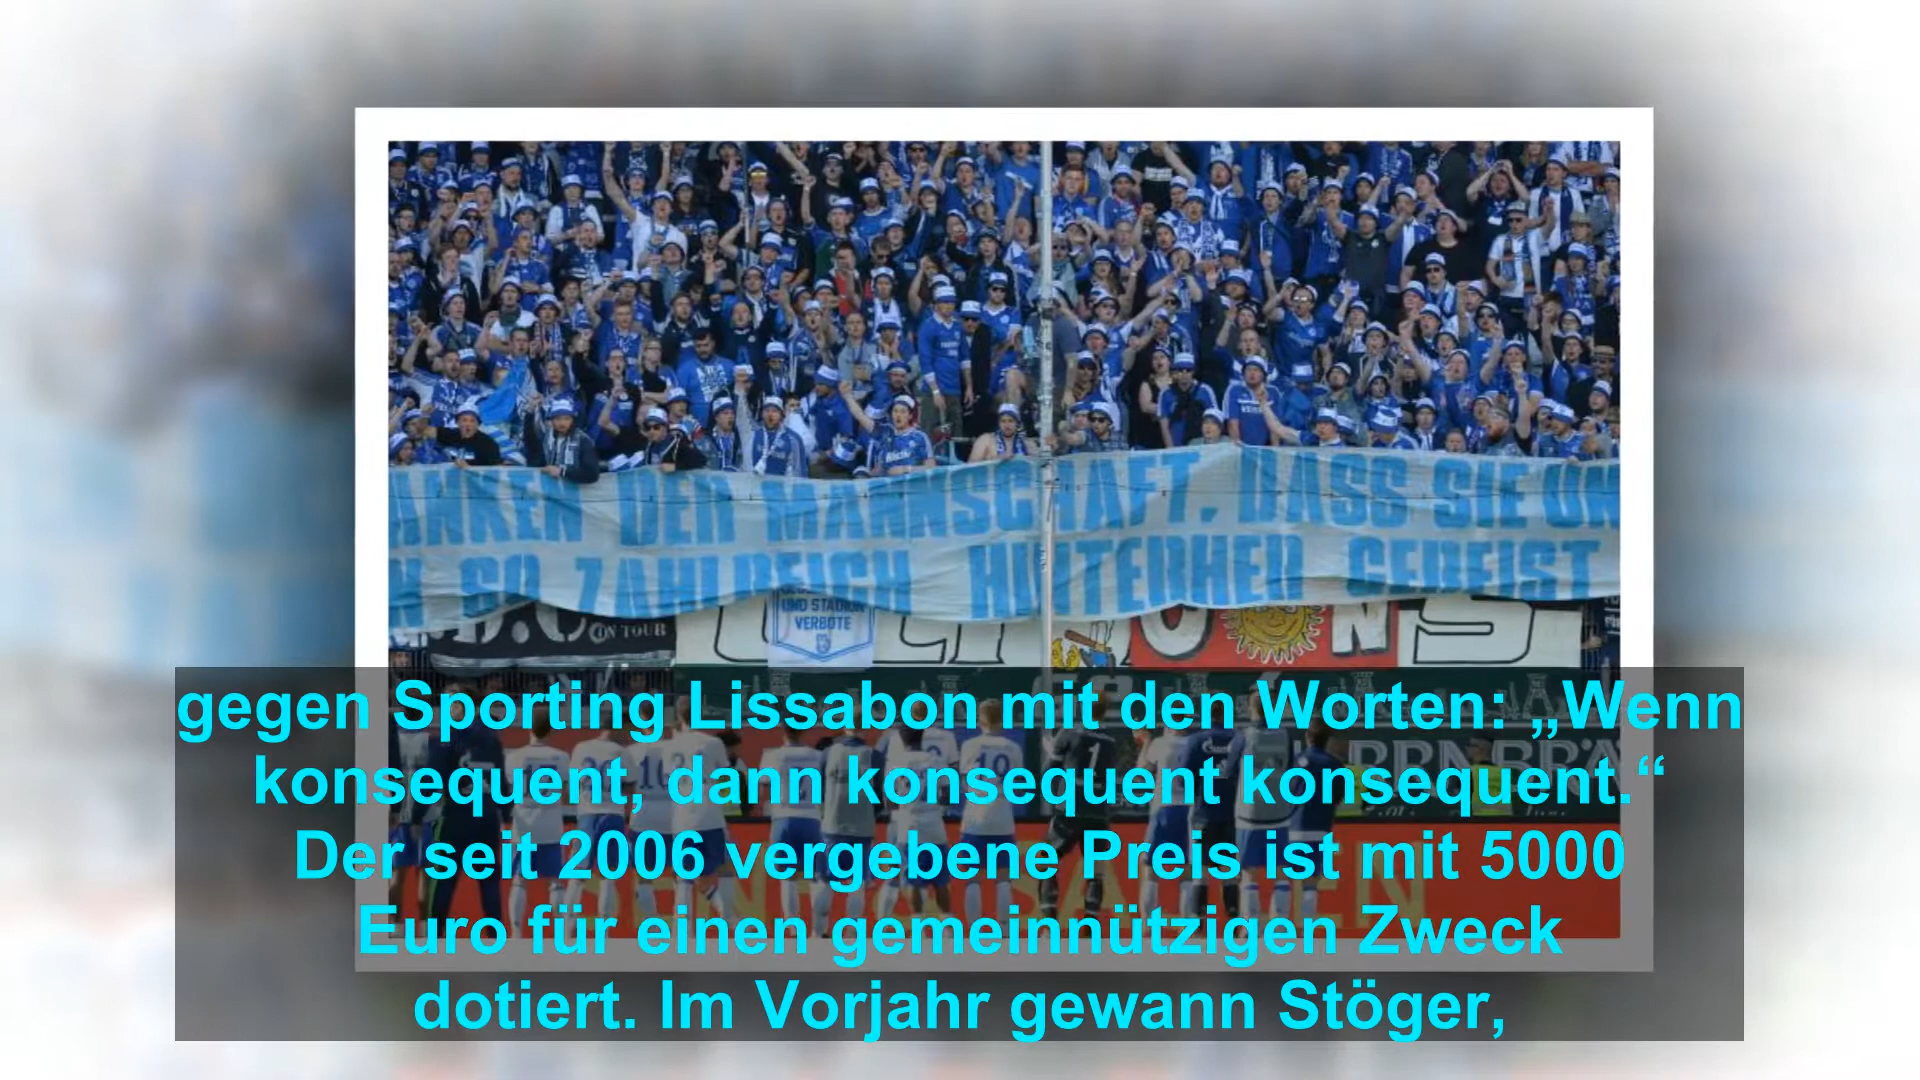 DER MANNSCHAFT, DASS SIE
SO ZAHLREICH HINTERHER GEREIST
UND STADION
VERBOTE
ON TOUR
gegen Sporting Lissabon mit den Worten: „Wenn
konsequent, dann konsequent konsequent.“
Der seit 2006 vergebene Preis ist mit 5000
Euro für einen gemeinnützigen Zweck
dotiert. Im Vorjahr gewann Stöger,